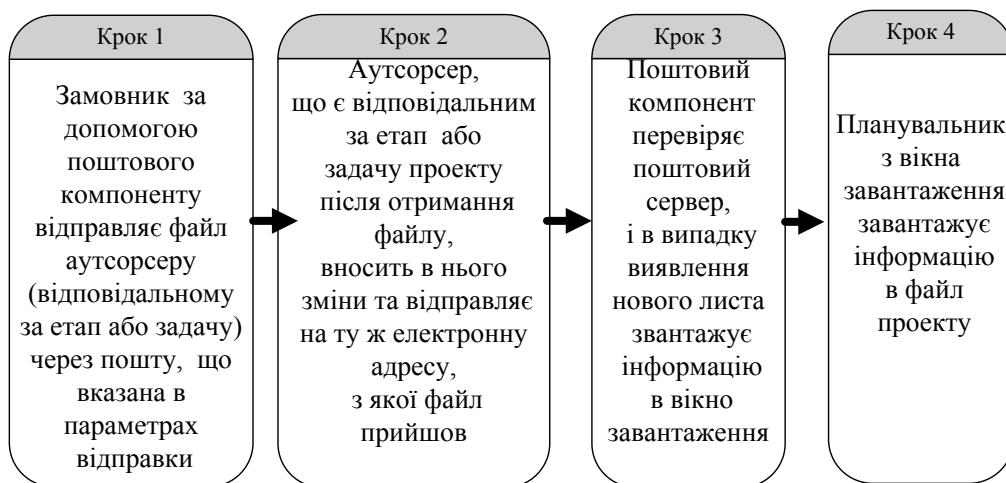 Крок 1
Замовник за
допомогою
поштового
компоненту
відправляє файл
аутсорсеру
(відповідальному
за етап або задачу)
через пошту, що
вказана в
параметрах
відправки
Крок 2
Аутсорсер,
що є відповідальним
за етап або
задачу проекту
після отримання
файлу,
вносить в нього
зміни та відправляє
на ту ж електронну
адресу,
з якої файл
прийшов
Крок 3
Поштовий
компонент
перевіряє
поштовий
сервер,
і в випадку
виявлення
нового листа
звантажує
інформацію
в вікно
завантаження
Крок 4
Планувальник
з вікна
завантаження
завантажує
інформацію
в файл
проекту